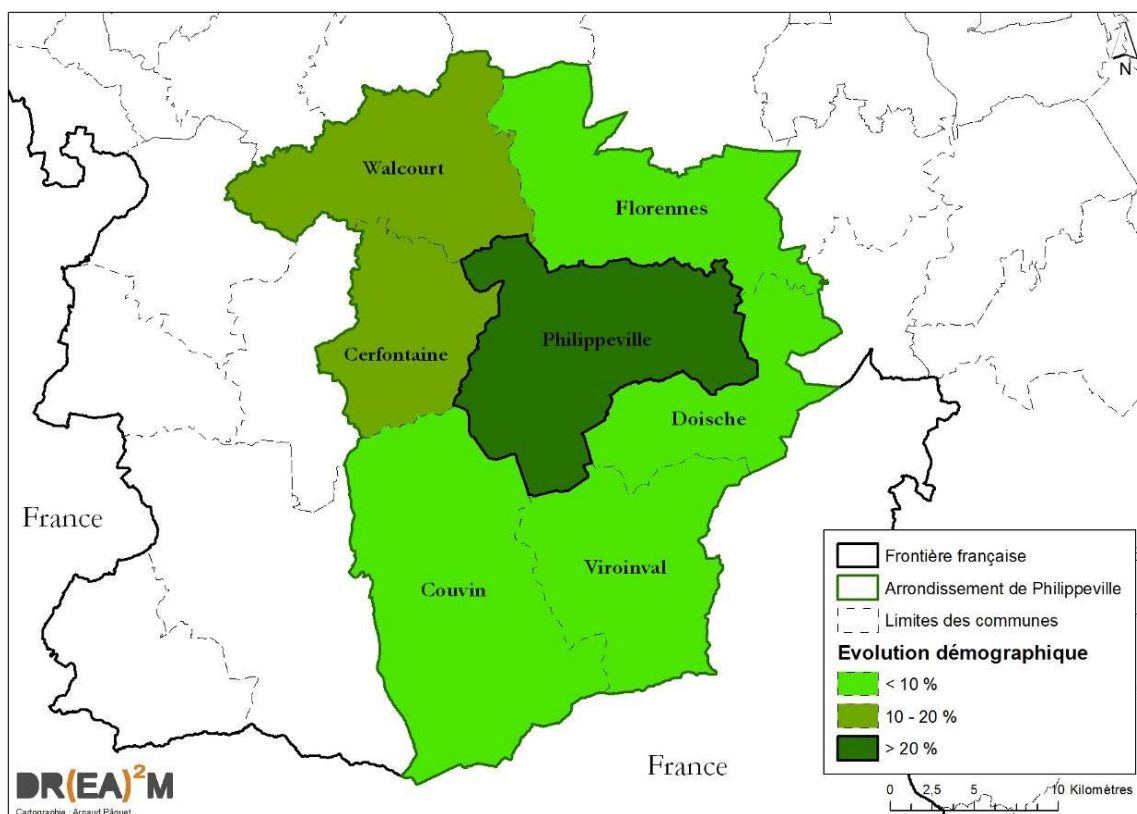 N
Walcourt
Florennes
Philippeville
Cerfontaine
Doische
France
Viroinval
Couvin
France
Frontière française
Arrondissement de Philippeville
Limites des communes
Evolution démographique
< 10 %
10 - 20 %
> 20 %
0 2,5 5 10 Kilomètres
DR(EA)²M
Cartographie : Arnaud Pâquet